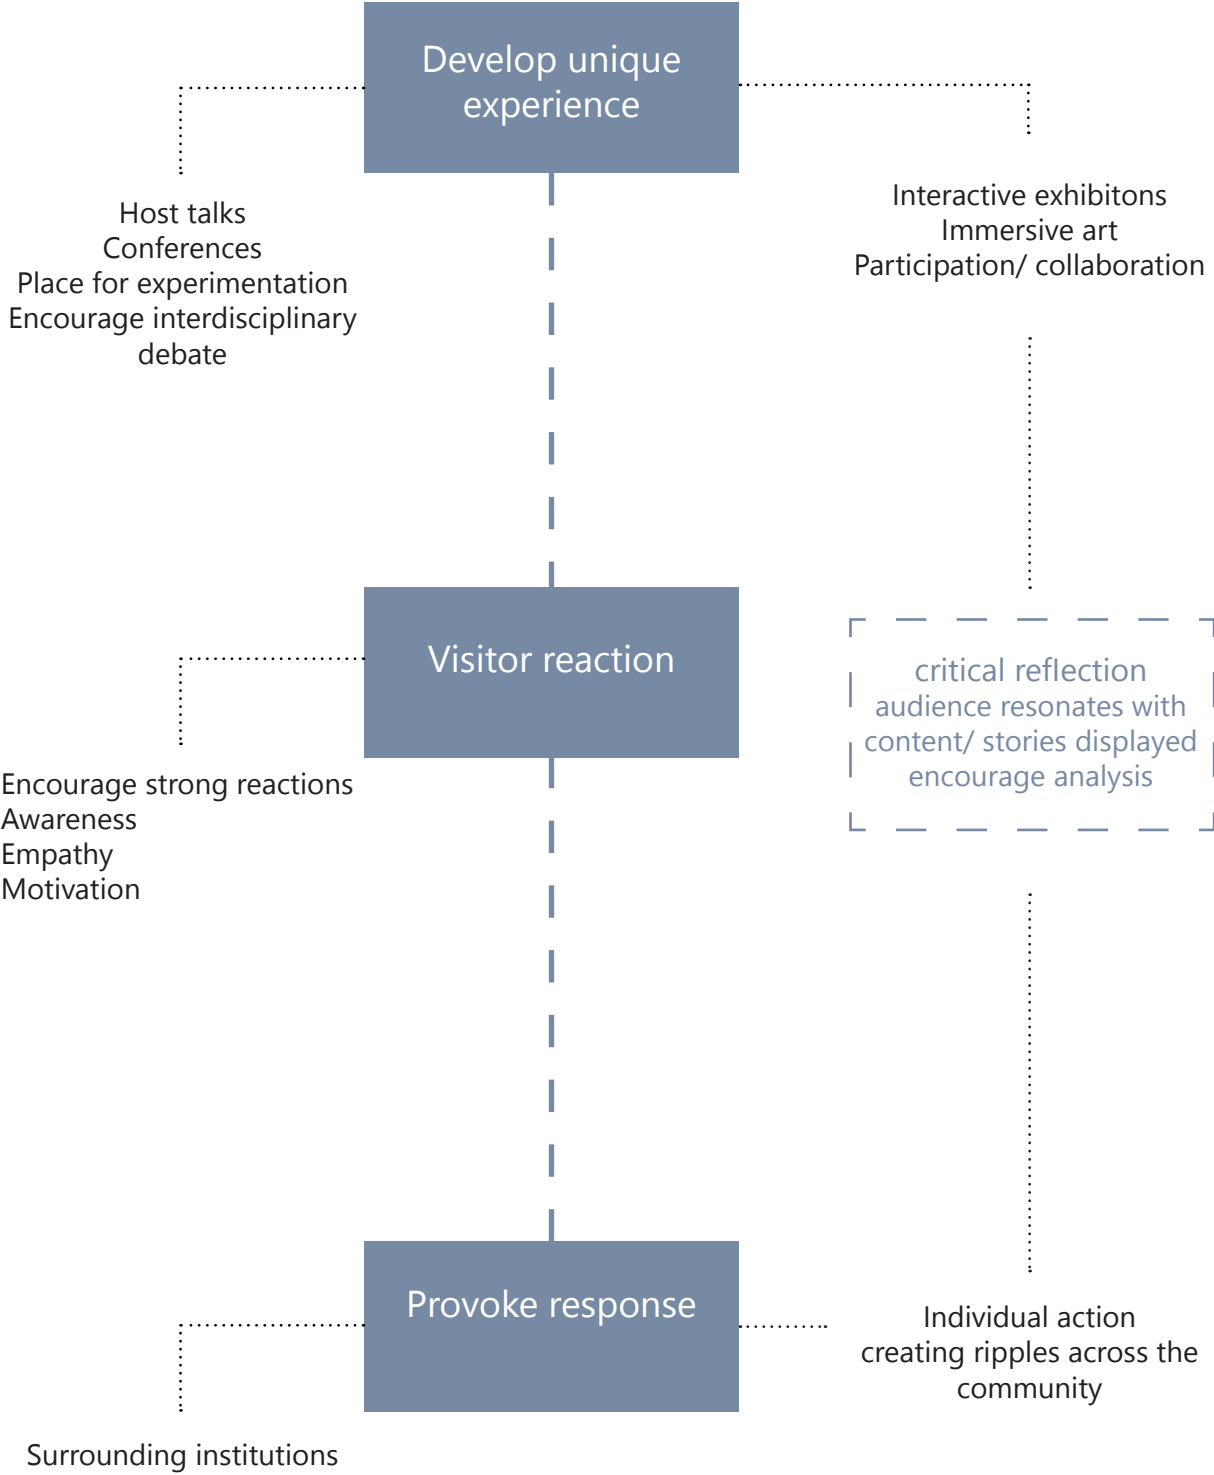 Develop unique
experience
Host talks
Conferences
Place for experimentation
Encourage interdisciplinary
debate
Interactive exhibitons
Immersive art
Participation/ collaboration
Visitor reaction
Encourage strong reactions
Awareness
Empathy
Motivation
critical reflection
audience resonates with
content/ stories displayed
encourage analysis
Provoke response
Surrounding institutions
Individual action
creating ripples across the
community